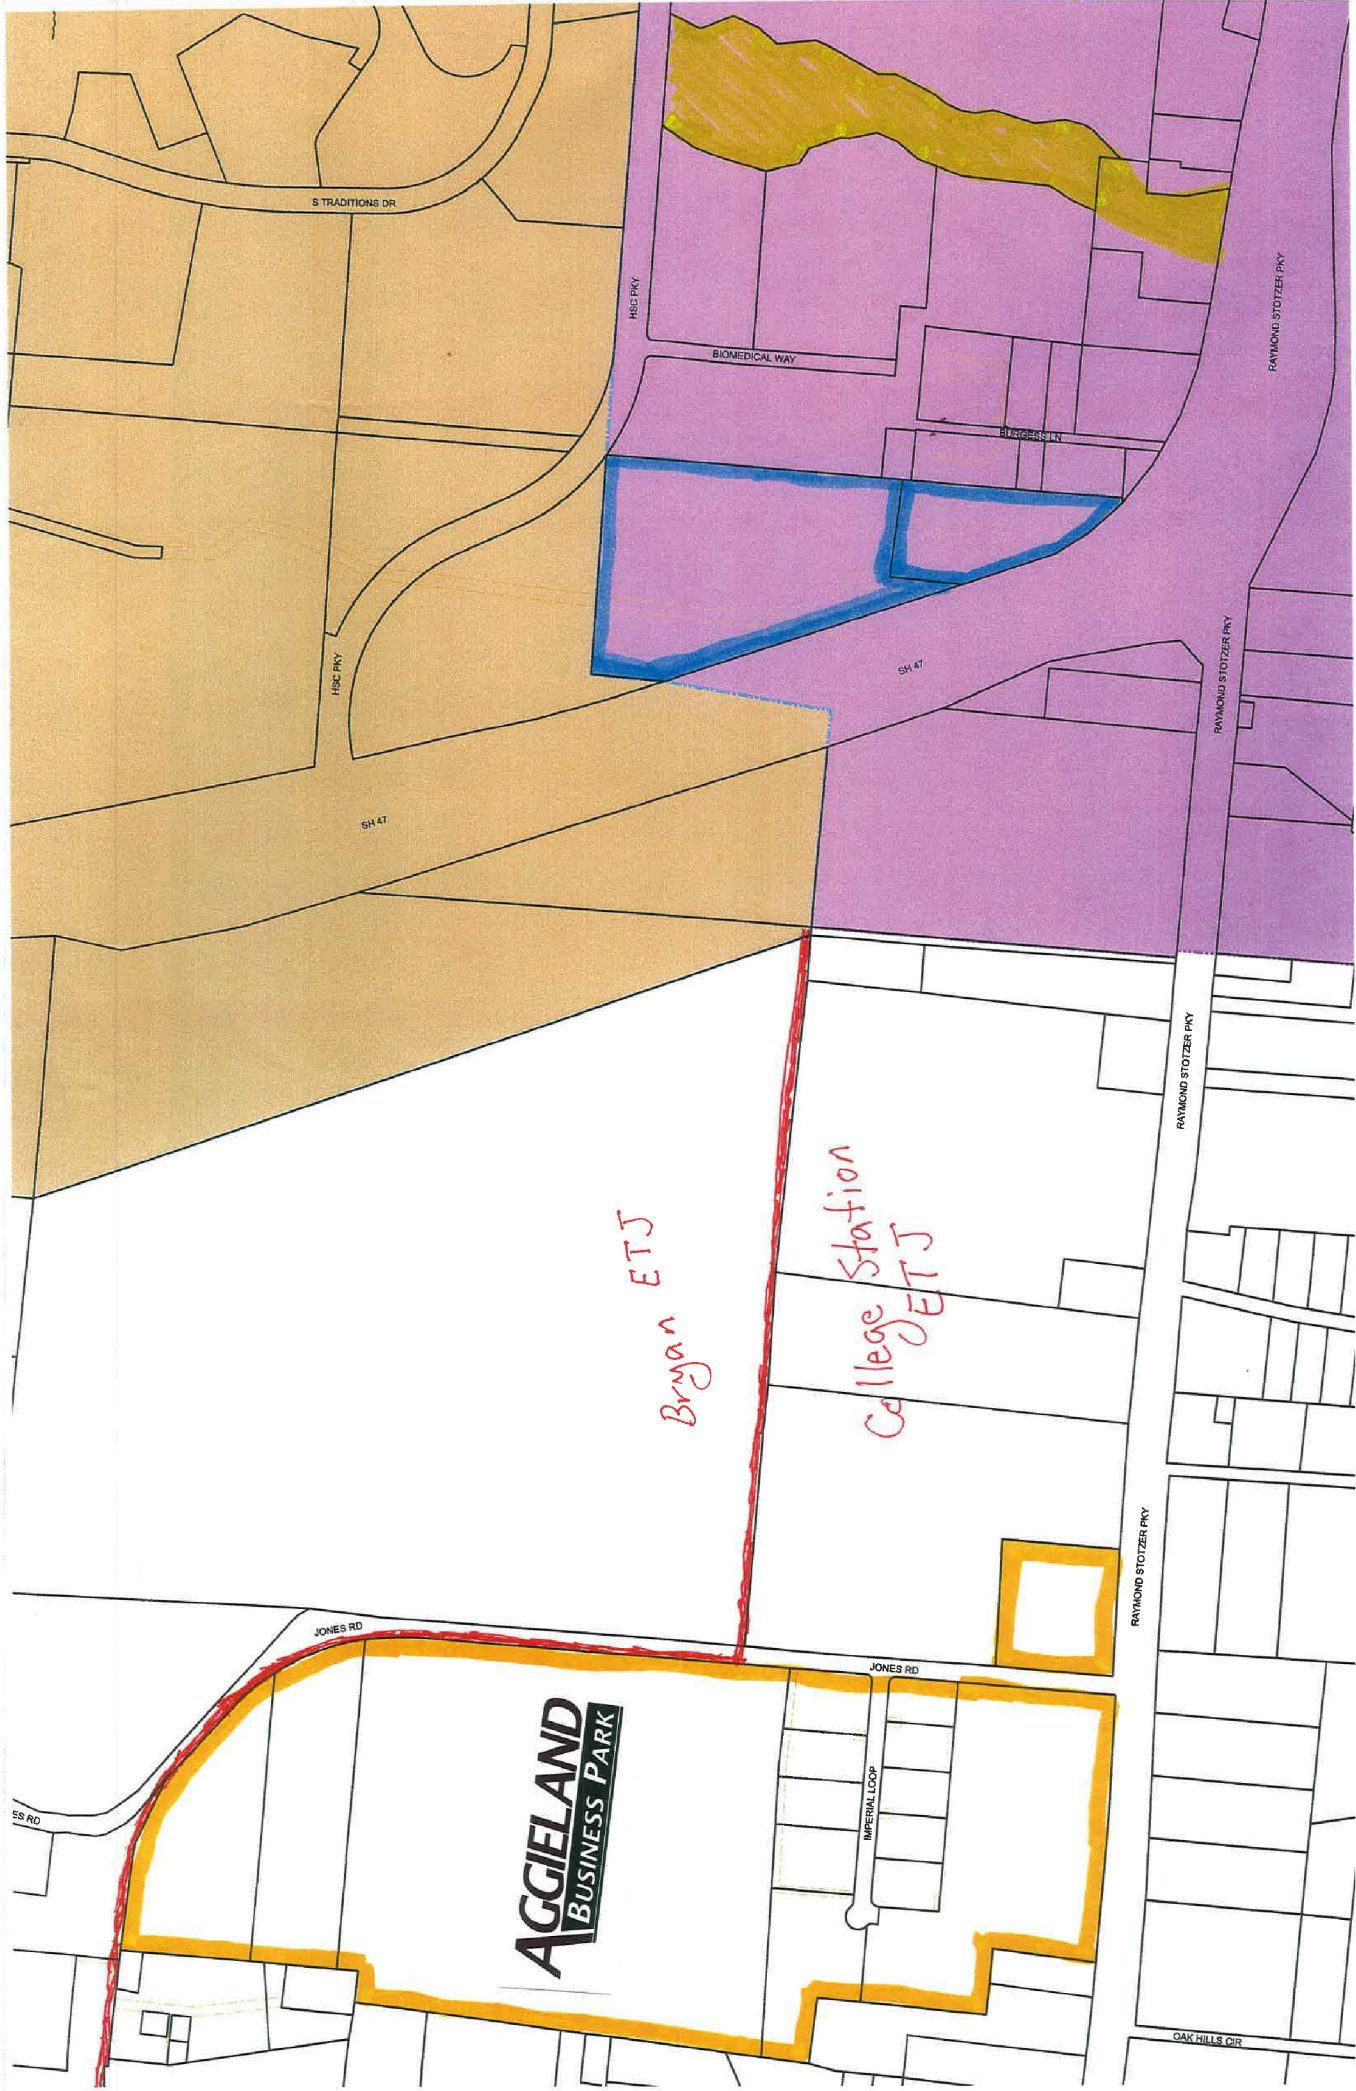 S TRADITIONS DR
HSC PKY
BIOMEDICAL WAY
RAYMOND STOTZER PKY
BURGESS LN
HSC PKY
SH 47
RAYMOND STOTZER PKY
SH 47
RAYMOND STOTZER PKY
Bryan ETJ
College Station
ETJ
RAYMOND STOTZER PKY
JONES RD
JONES RD
AGGIELAND
BUSINESS PARK
IMPERIAL LOOP
ES RD
OAK HILLS CIR